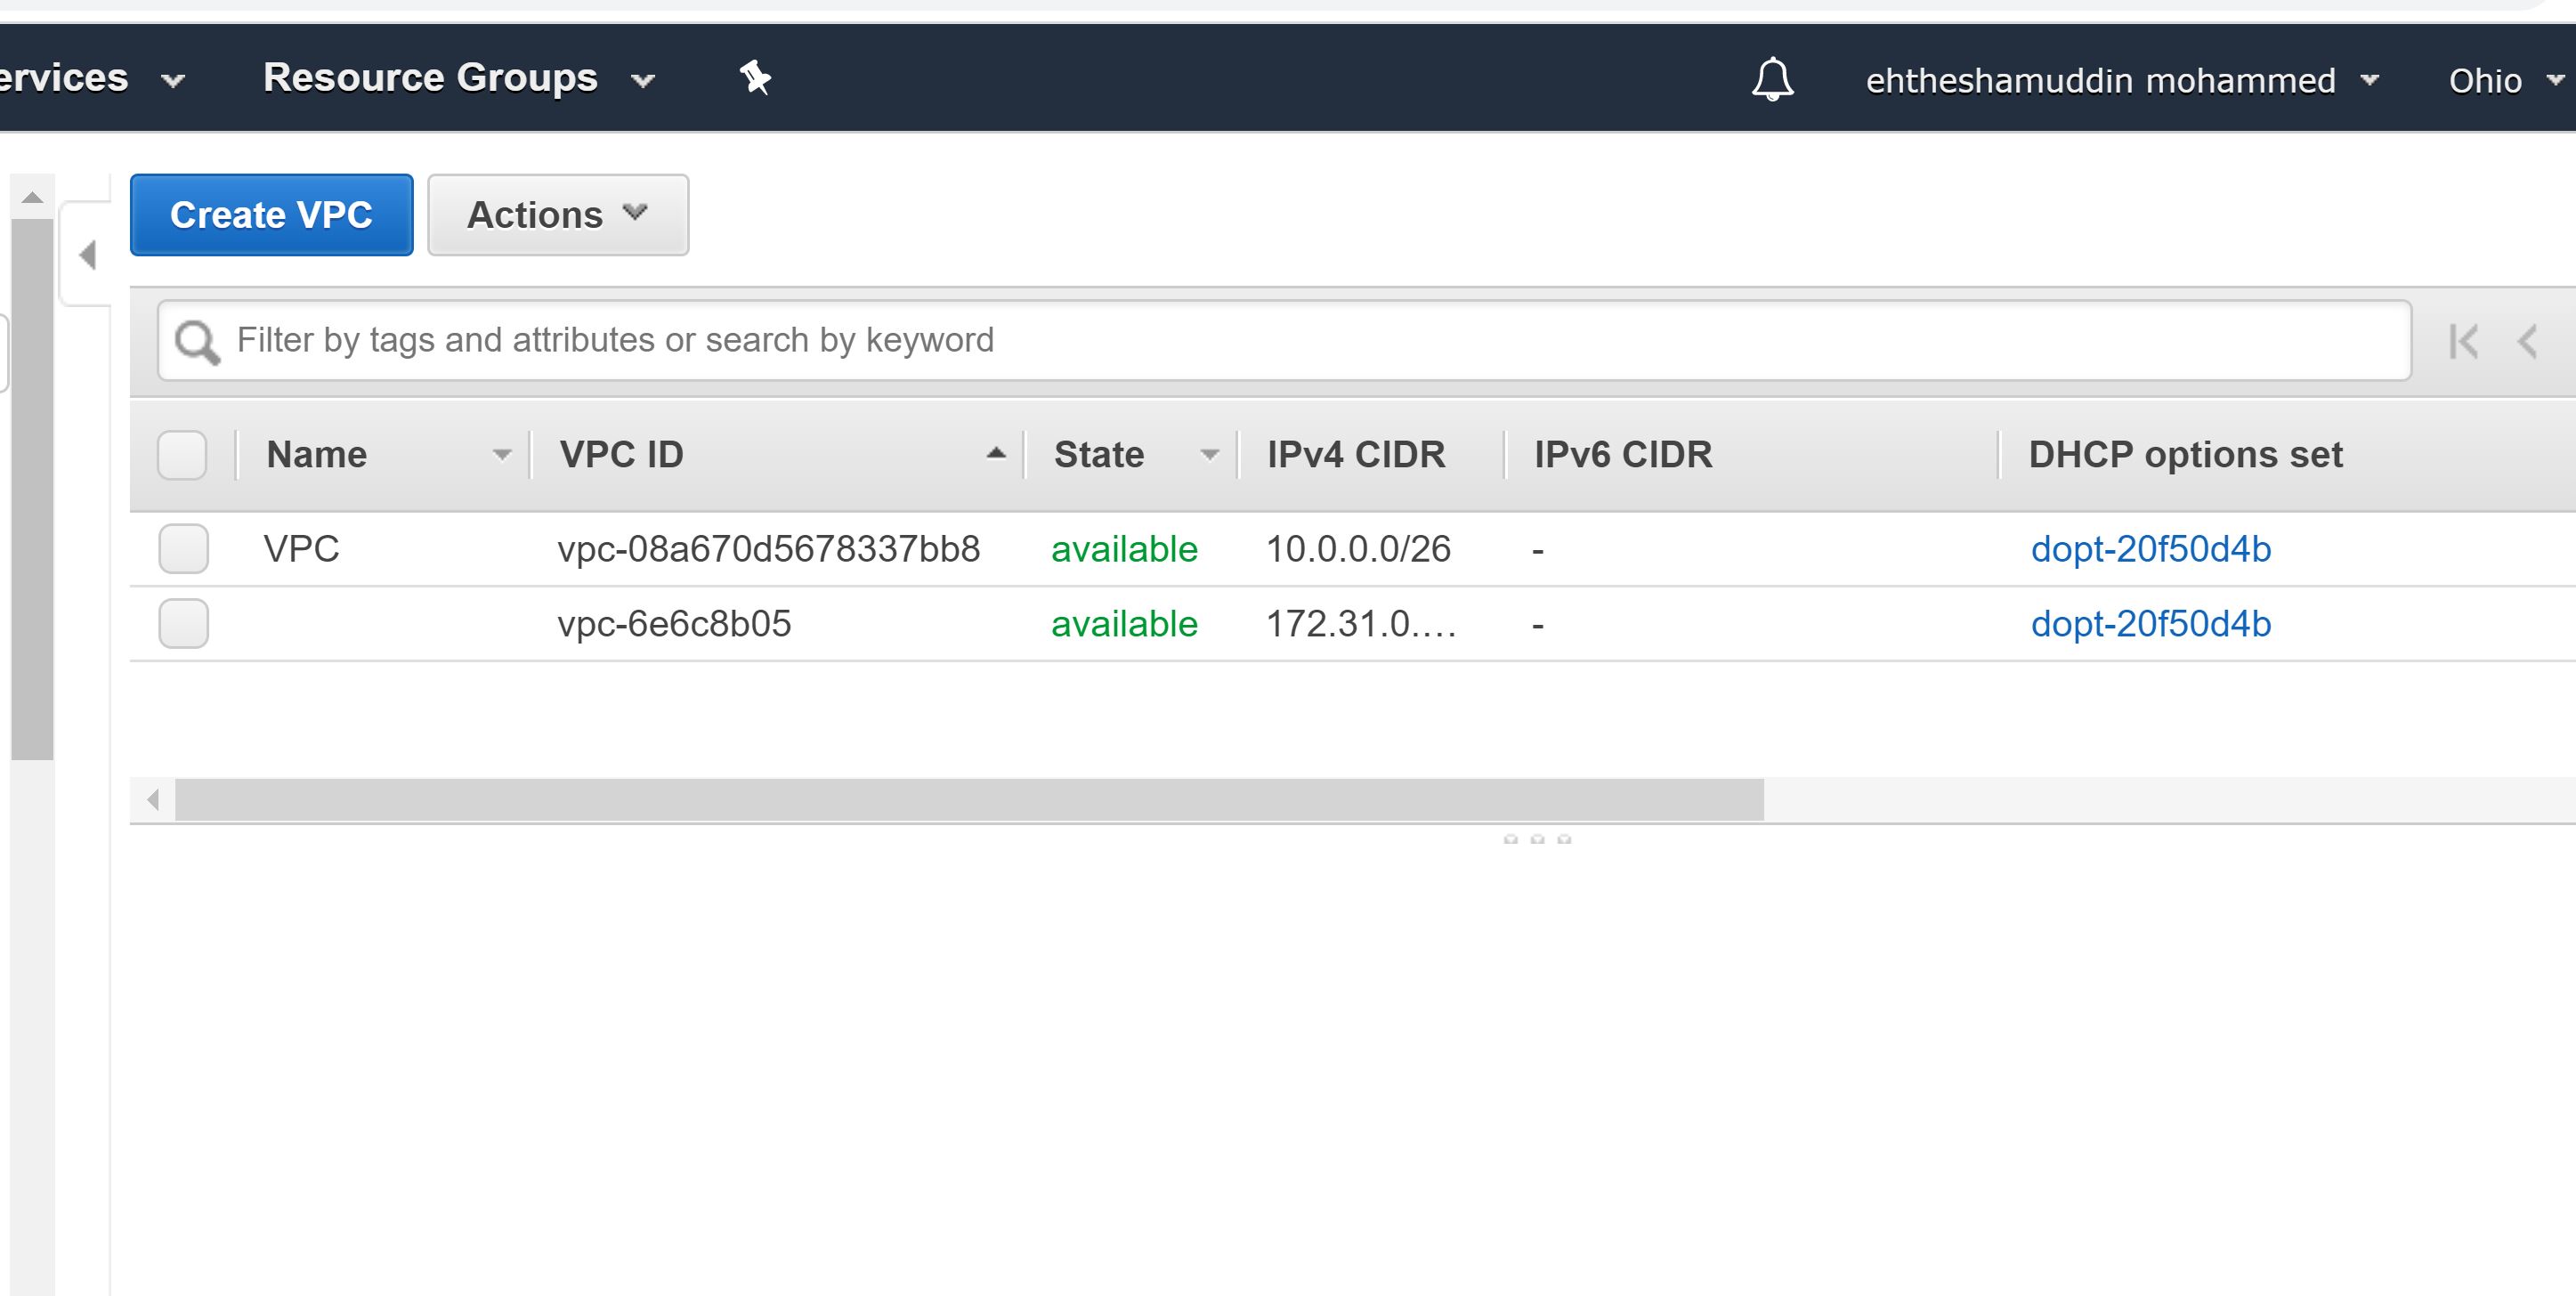 ervices Resource Groups ehtheshamuddin mohammed Ohio
Create VPC Actions
Filter by tags and attributes or search by keyword
Name VPC ID State IPv4 CIDR IPv6 CIDR DHCP options set
VPC vpc-08a670d5678337bb8 available 10.0.0.0/26 - dopt-20f50d4b
vpc-6e6c8b05 available 172.31.0.… - dopt-20f50d4b